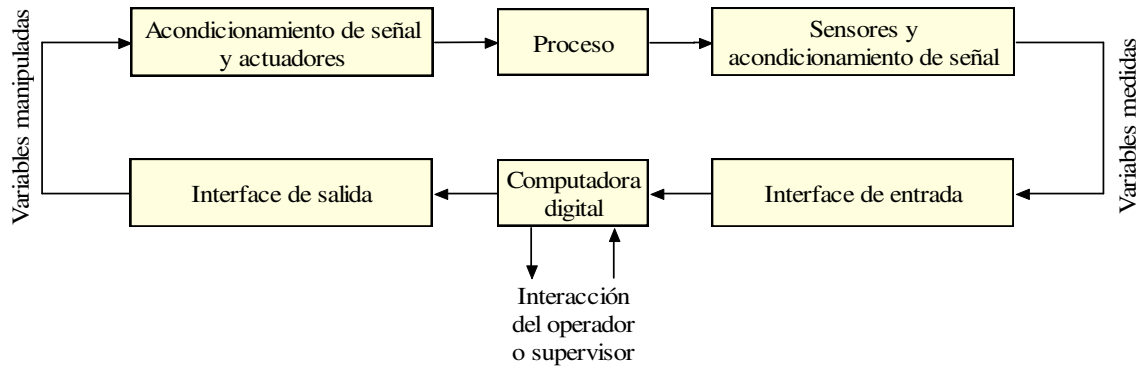 Acondicionamiento de señal
y actuadores
Proceso
Sensores y
acondicionamiento de señal
Variables manipuladas
Variables medidas
Interface de salida
Computadora
digital
Interface de entrada
Interacción
del operador
o supervisor